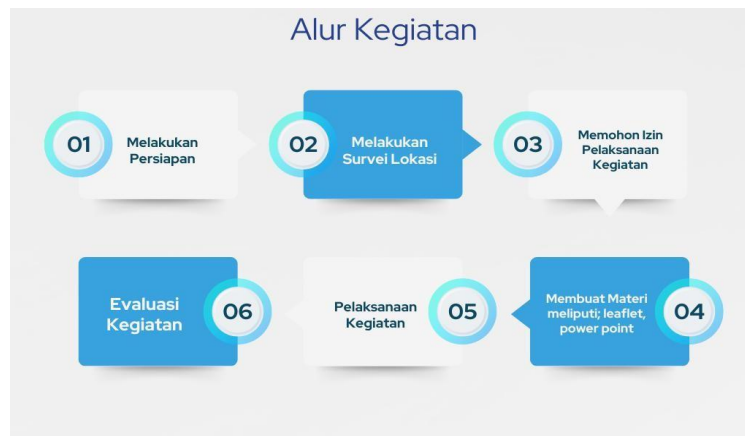 Alur Kegiatan
01
Melakukan
Persiapan
02
Melakukan
Survei Lokasi
03
Memohon Izin
Pelaksanaan
Kegiatan
Membuat Materi
meliputi; leaflet,
power point
04
Pelaksanaan
Kegiatan
05
Evaluasi
Kegiatan
06